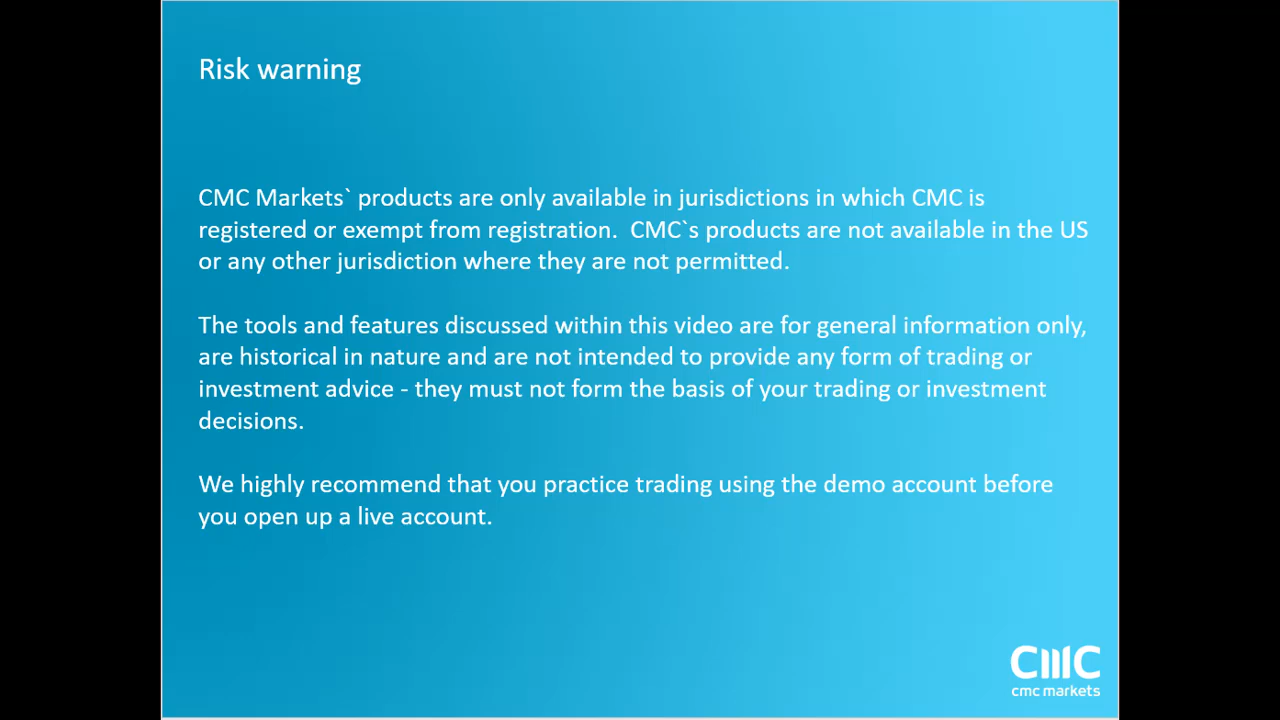 Risk warning
CMC Markets` products are only available in jurisdictions in which CMC is
registered or exempt from registration.  CMC`s products are not available in the US
or any other jurisdiction where they are not permitted.
The tools and features discussed within this video are for general information only,
are historical in nature and are not intended to provide any form of trading or
investment advice - they must not form the basis of your trading or investment
decisions.
We highly recommend that you practice trading using the demo account before
you open up a live account.
CMC
cmc markets